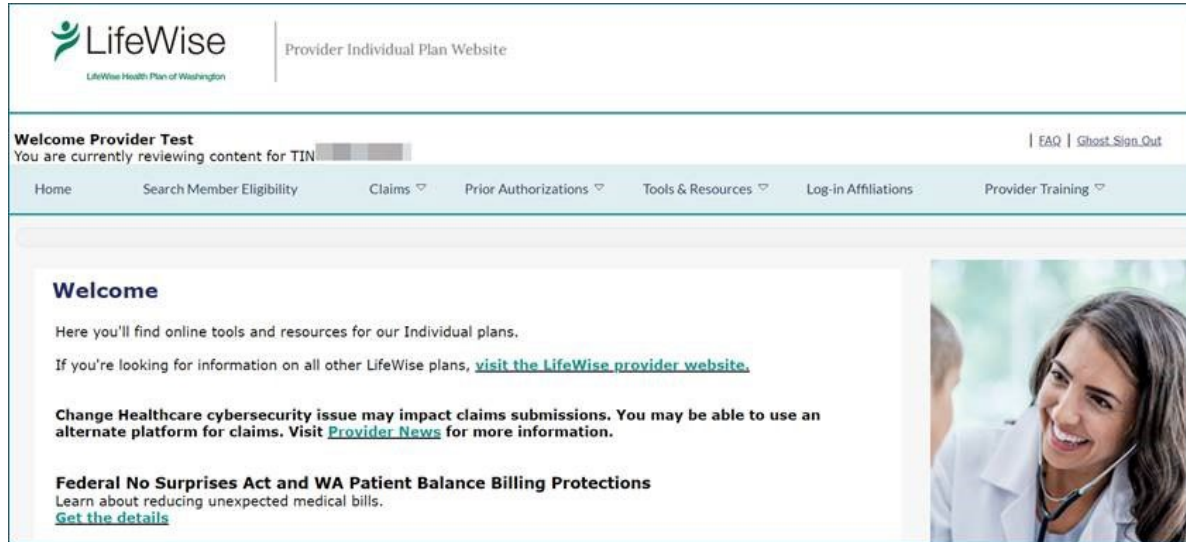 LifeWise
LifeWise Health Plan of Washington
Provider Individual Plan Website
Welcome Provider Test
You are currently reviewing content for TIN
| FAQ | Ghost Sign Out
Home Search Member Eligibility Claims Prior Authorizations Tools & Resources Log-in Affiliations Provider Training
Welcome
Here you'll find online tools and resources for our Individual plans.
If you're looking for information on all other LifeWise plans, visit the LifeWise provider website.
Change Healthcare cybersecurity issue may impact claims submissions. You may be able to use an
alternate platform for claims. Visit Provider News for more information.
Federal No Surprises Act and WA Patient Balance Billing Protections
Learn about reducing unexpected medical bills.
Get the details